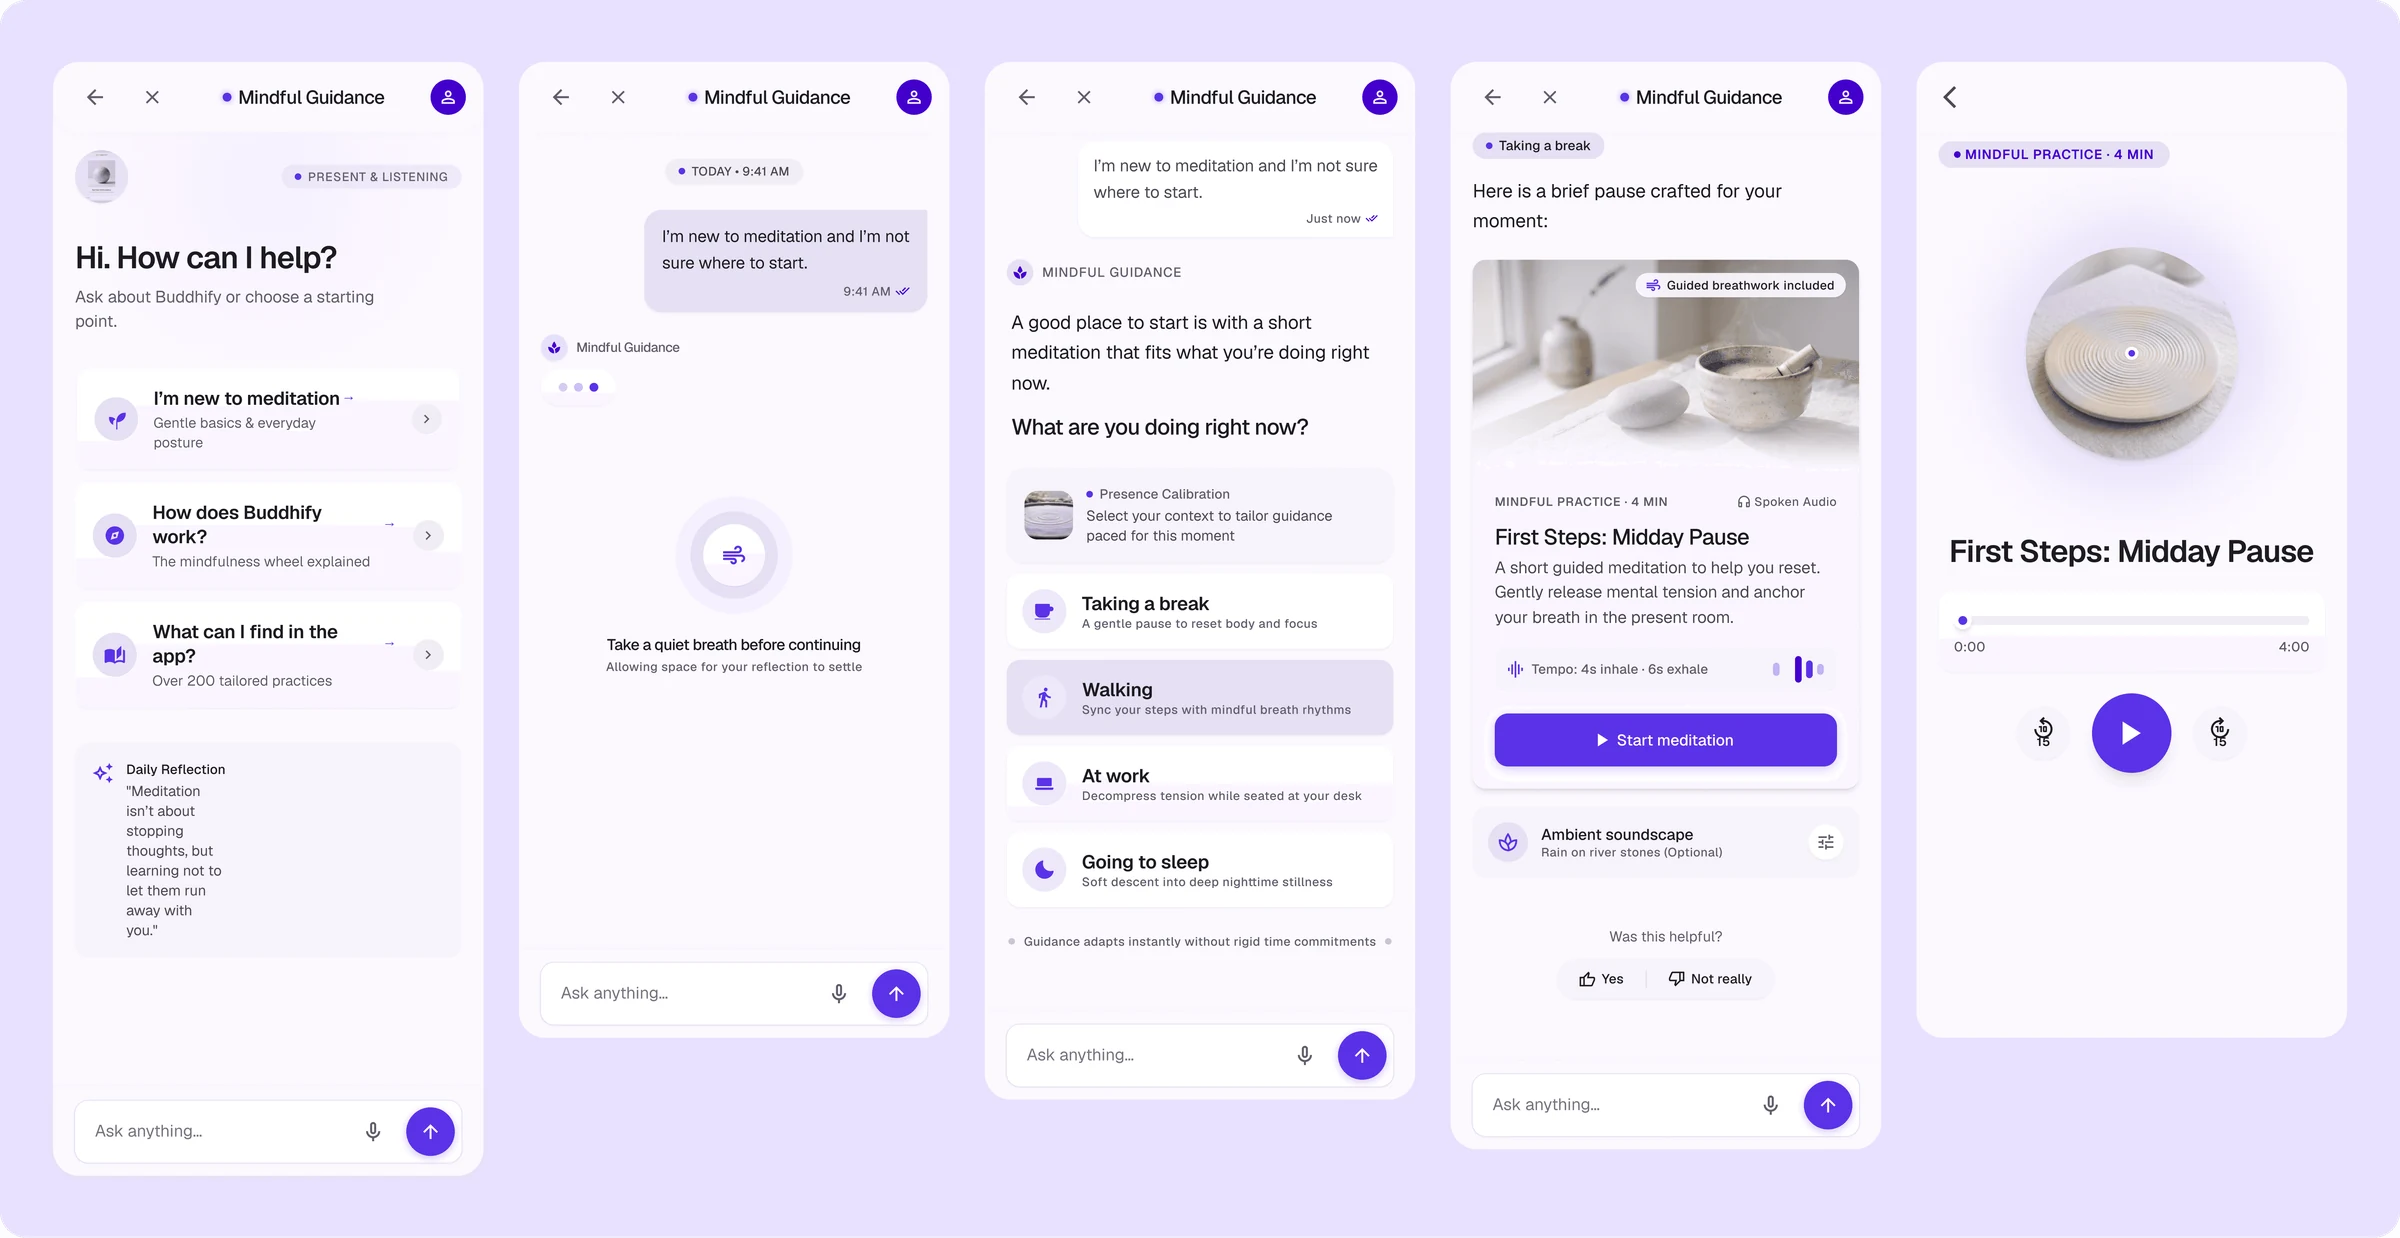 Mindful Guidance
PRESENT & LISTENING
Hi. How can I help?
Ask about Buddhify or choose a starting
point.
I'm new to meditation →
Gentle basics & everyday
posture
How does Buddhify →
work?
The mindfulness wheel explained
What can I find in the →
app?
Over 200 tailored practices
Daily Reflection
"Meditation
isn't about
stopping
thoughts, but
learning not to
let them run
away with
you."
Ask anything...
Mindful Guidance
TODAY • 9:41 AM
I'm new to meditation and I'm not
sure where to start.
9:41 AM
Mindful Guidance
Take a quiet breath before continuing
Allowing space for your reflection to settle
Ask anything...
Mindful Guidance
I'm new to meditation and I'm not sure
where to start.
Just now
MINDFUL GUIDANCE
A good place to start is with a short
meditation that fits what you're doing right
now.
What are you doing right now?
Presence Calibration
Select your context to tailor guidance
paced for this moment
Taking a break
A gentle pause to reset body and focus
Walking
Sync your steps with mindful breath rhythms
At work
Decompress tension while seated at your desk
Going to sleep
Soft descent into deep nighttime stillness
Guidance adapts instantly without rigid time commitments
Ask anything...
Mindful Guidance
Taking a break
Here is a brief pause crafted for your
moment:
Guided breathwork included
MINDFUL PRACTICE · 4 MIN
Spoken Audio
First Steps: Midday Pause
A short guided meditation to help you reset.
Gently release mental tension and anchor
your breath in the present room.
Tempo: 4s inhale · 6s exhale
Start meditation
Ambient soundscape
Rain on river stones (Optional)
Was this helpful?
Yes
Not really
Ask anything...
MINDFUL PRACTICE · 4 MIN
First Steps: Midday Pause
0:00
4:00
10
15
10
15